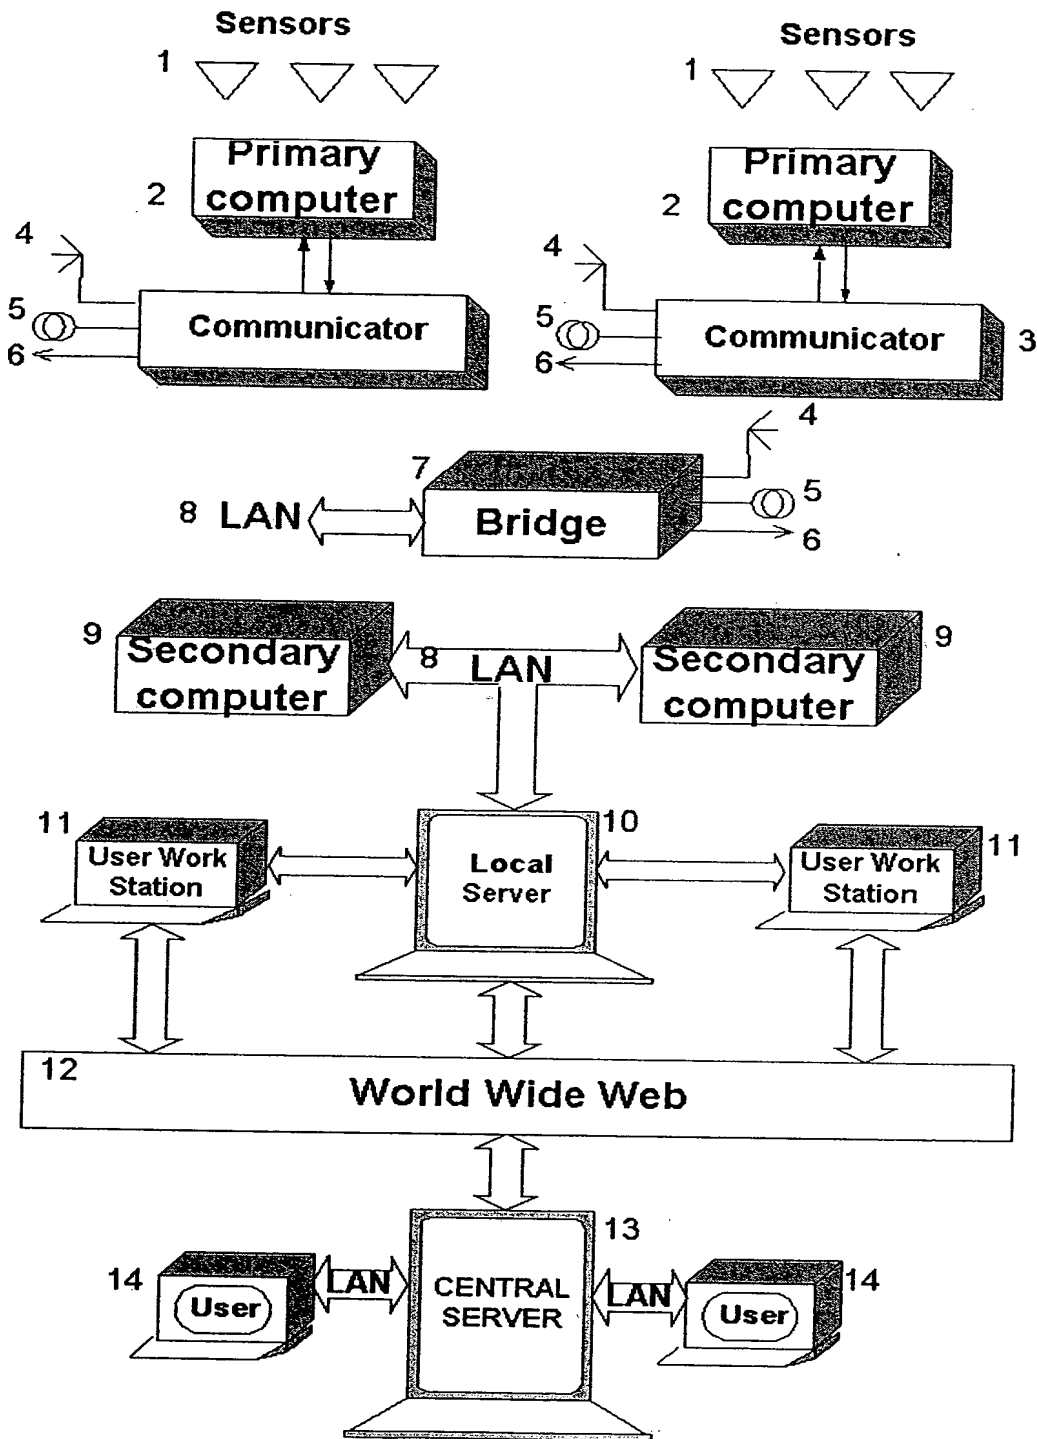 Sensors
1
Primary
computer
2
4
5
6
Communicator
Sensors
1
Primary
computer
2
4
5
6
Communicator
3
7
8 LAN
Bridge
4
5
6
9
Secondary
computer
8
LAN
Secondary
computer
9
11
User Work
Station
10
Local
Server
User Work
Station
11
12
World Wide Web
13
14
User
LAN
CENTRAL
SERVER
LAN
User
14